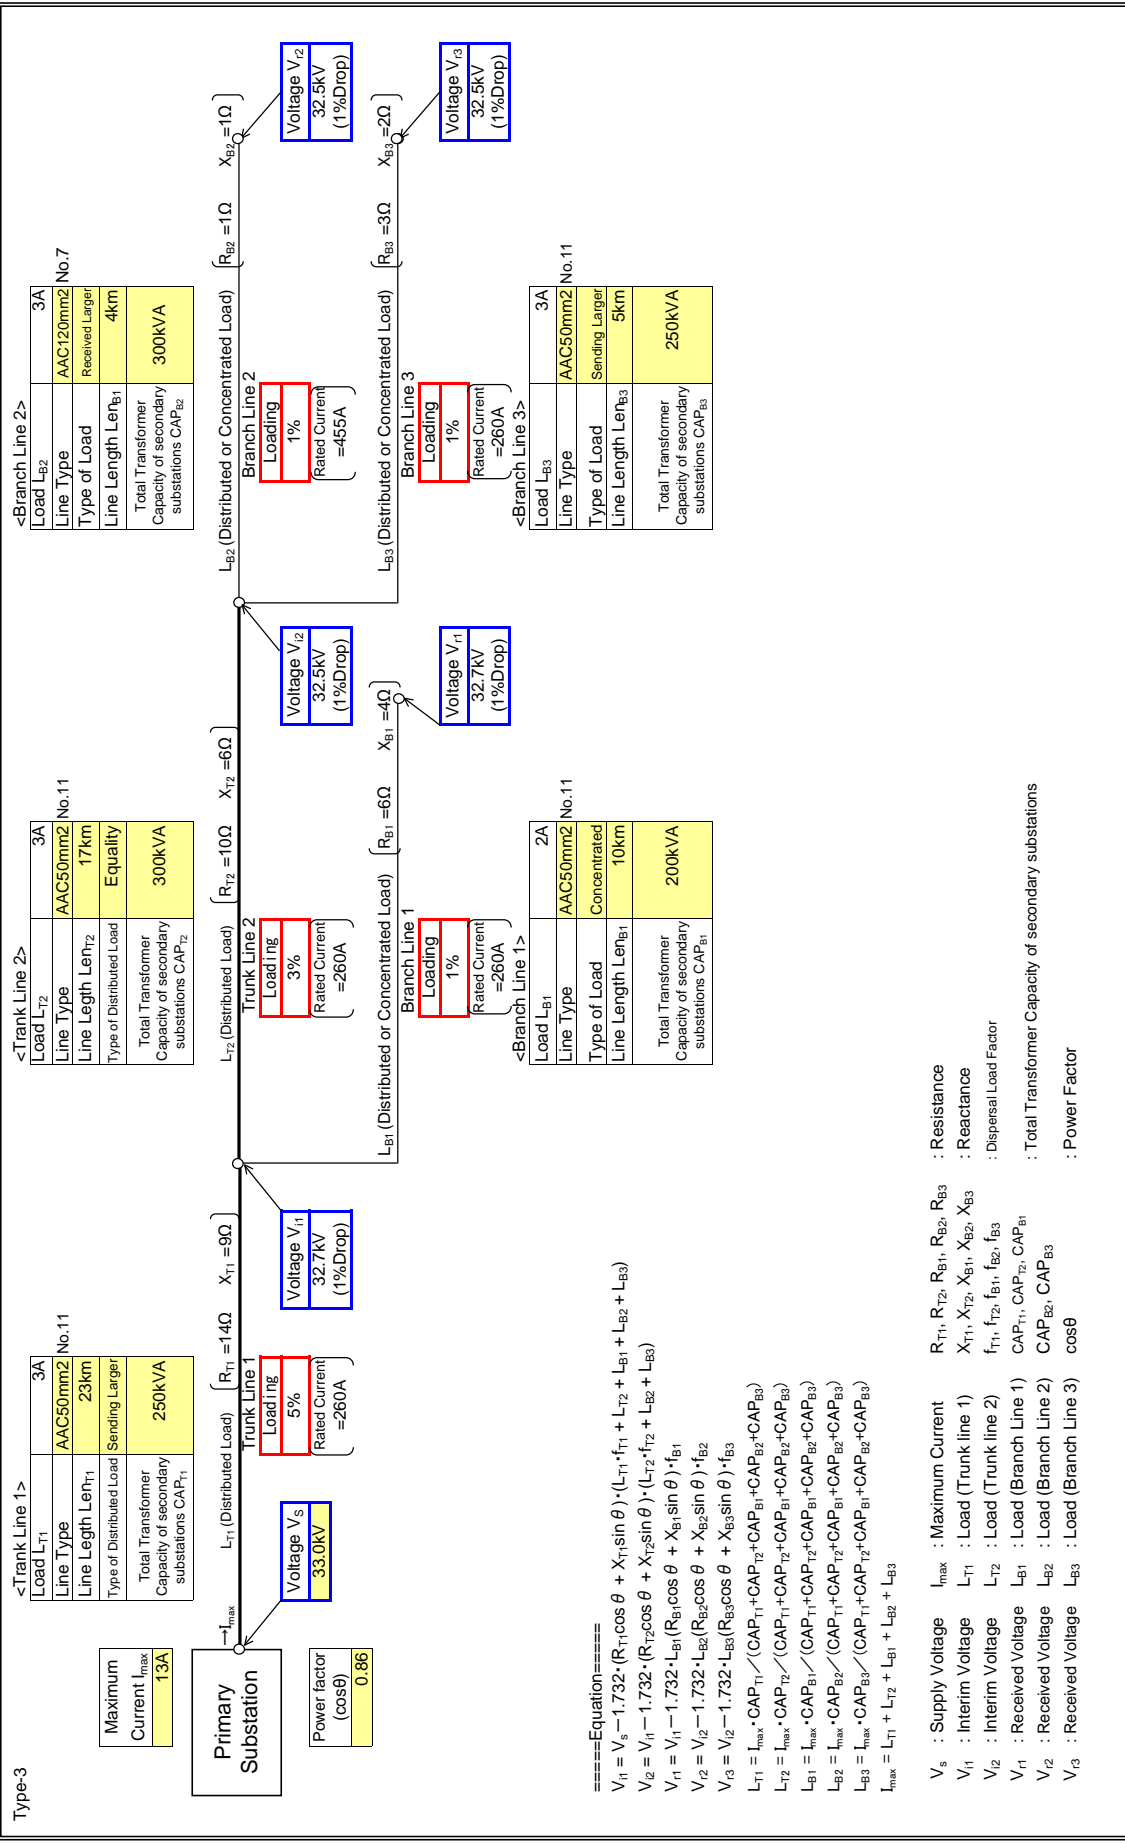 Type-3
Maximum
Current Imax
13A
Primary
Substation
Power factor
(cosθ)
0.86
→Imax
Voltage VS
33.0kV
<Trank Line 1>
Load LT1 3A
Line Type AAC50mm2 No.11
Line Legth LenT1 23km
Type of Distributed Load Sending Larger
Total Transformer
Capacity of secondary
substations CAPT1
250kVA
LT1 (Distributed Load)
RT1 =14Ω XT1 =9Ω
Trunk Line 1
Loading
5%
Rated Current
=260A
Voltage Vi1
32.7kV
(1%Drop)
<Trank Line 2>
Load LT2 3A
Line Type AAC50mm2 No.11
Line Legth LenT2 17km
Type of Distributed Load Equality
Total Transformer
Capacity of secondary
substations CAPT2
300kVA
LT2 (Distributed Load)
RT2 =10Ω XT2 =6Ω
Trunk Line 2
Loading
3%
Rated Current
=260A
Voltage Vi2
32.5kV
(1%Drop)
LB1 (Distributed or Concentrated Load)
RB1 =6Ω XB1 =4Ω
Branch Line 1
Loading
1%
Rated Current
=260A
Voltage Vr1
32.7kV
(1%Drop)
<Branch Line 1>
Load LB1 2A
Line Type AAC50mm2 No.11
Type of Load Concentrated
Line Length LenB1 10km
Total Transformer
Capacity of secondary
substations CAPB1
200kVA
<Branch Line 2>
Load LB2 3A
Line Type AAC120mm2 No.7
Type of Load Received Larger
Line Length LenB1 4km
Total Transformer
Capacity of secondary
substations CAPB2
300kVA
LB2 (Distributed or Concentrated Load)
RB2 =1Ω XB2 =1Ω
Branch Line 2
Loading
1%
Rated Current
=455A
Voltage Vr2
32.5kV
(1%Drop)
LB3 (Distributed or Concentrated Load)
RB3 =3Ω XB3 =2Ω
Branch Line 3
Loading
1%
Rated Current
=260A
Voltage Vr3
32.5kV
(1%Drop)
<Branch Line 3>
Load LB3 3A
Line Type AAC50mm2 No.11
Type of Load Sending Larger
Line Length LenB3 5km
Total Transformer
Capacity of secondary
substations CAPB3
250kVA
=====Equation=====
Vi1 = Vs−1.732・(RT1cosθ + XT1sinθ)・(LT1・fT1 + LT2 + LB1 + LB2 + LB3)
Vi2 = Vi1−1.732・(RT2cosθ + XT2sinθ)・(LT2・fT2 + LB2 + LB3)
Vr1 = Vi1−1.732・LB1(RB1cosθ + XB1sinθ)・fB1
Vr2 = Vi2−1.732・LB2(RB2cosθ + XB2sinθ)・fB2
Vr3 = Vi2−1.732・LB3(RB3cosθ + XB3sinθ)・fB3
LT1 = Imax・CAPT1／(CAPT1+CAPT2+CAPB1+CAPB2+CAPB3)
LT2 = Imax・CAPT2／(CAPT1+CAPT2+CAPB1+CAPB2+CAPB3)
LB1 = Imax・CAPB1／(CAPT1+CAPT2+CAPB1+CAPB2+CAPB3)
LB2 = Imax・CAPB2／(CAPT1+CAPT2+CAPB1+CAPB2+CAPB3)
LB3 = Imax・CAPB3／(CAPT1+CAPT2+CAPB1+CAPB2+CAPB3)
Imax = LT1 + LT2 + LB1 + LB2 + LB3
Vs : Supply Voltage Imax : Maximum Current RT1, RT2, RB1, RB2, RB3 : Resistance
Vi1 : Interim Voltage LT1 : Load (Trunk line 1) XT1, XT2, XB1, XB2, XB3 : Reactance
Vi2 : Interim Voltage LT2 : Load (Trunk line 2) fT1, fT2, fB1, fB2, fB3 : Dispersal Load Factor
Vr1 : Received Voltage LB1 : Load (Branch Line 1) CAPT1, CAPT2, CAPB1 : Total Transformer Capacity of secondary substations
Vr2 : Received Voltage LB2 : Load (Branch Line 2) CAPB2, CAPB3
Vr3 : Received Voltage LB3 : Load (Branch Line 3) cosθ : Power Factor